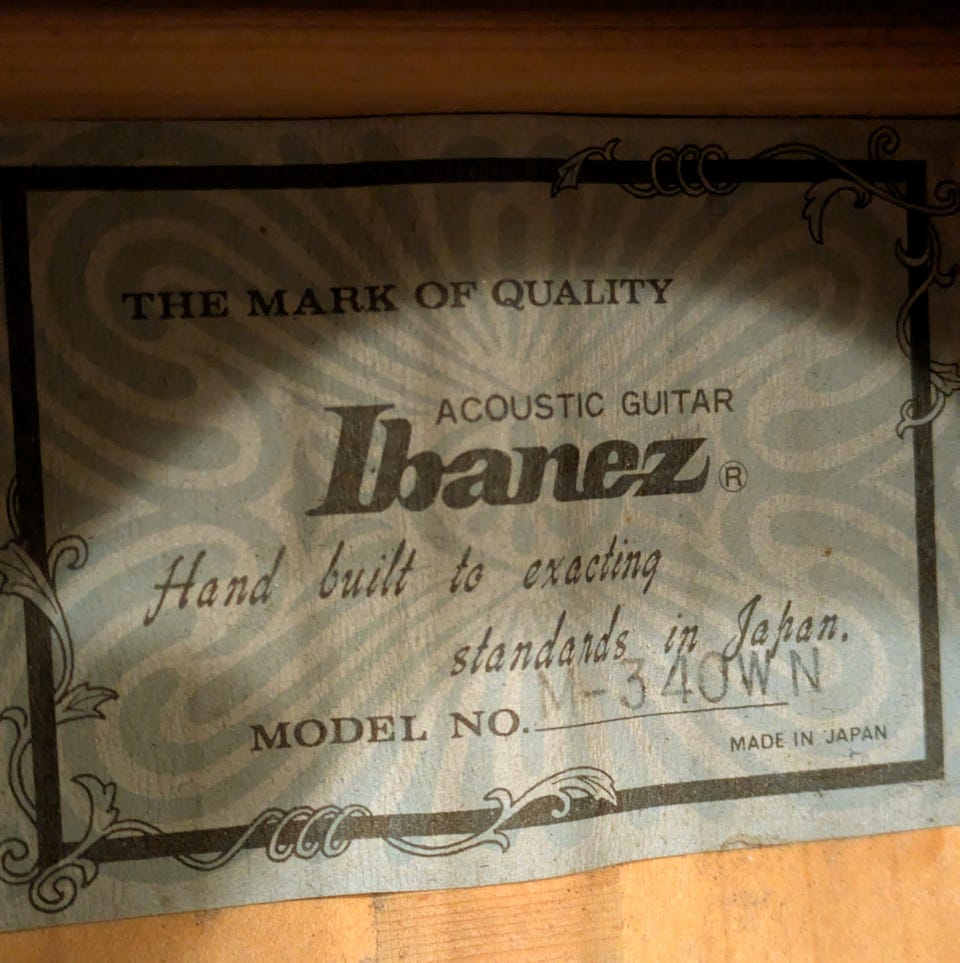 THE MARK OF QUALITY
ACOUSTIC GUITAR
Ibanez ®
Hand built to exacting
standards in Japan.
MODEL NO. M-340WN
MADE IN JAPAN